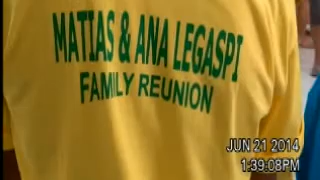 MATIAS & ANA LEGASPI
FAMILY REUNION
JUN 21 2014
1:39:08PM